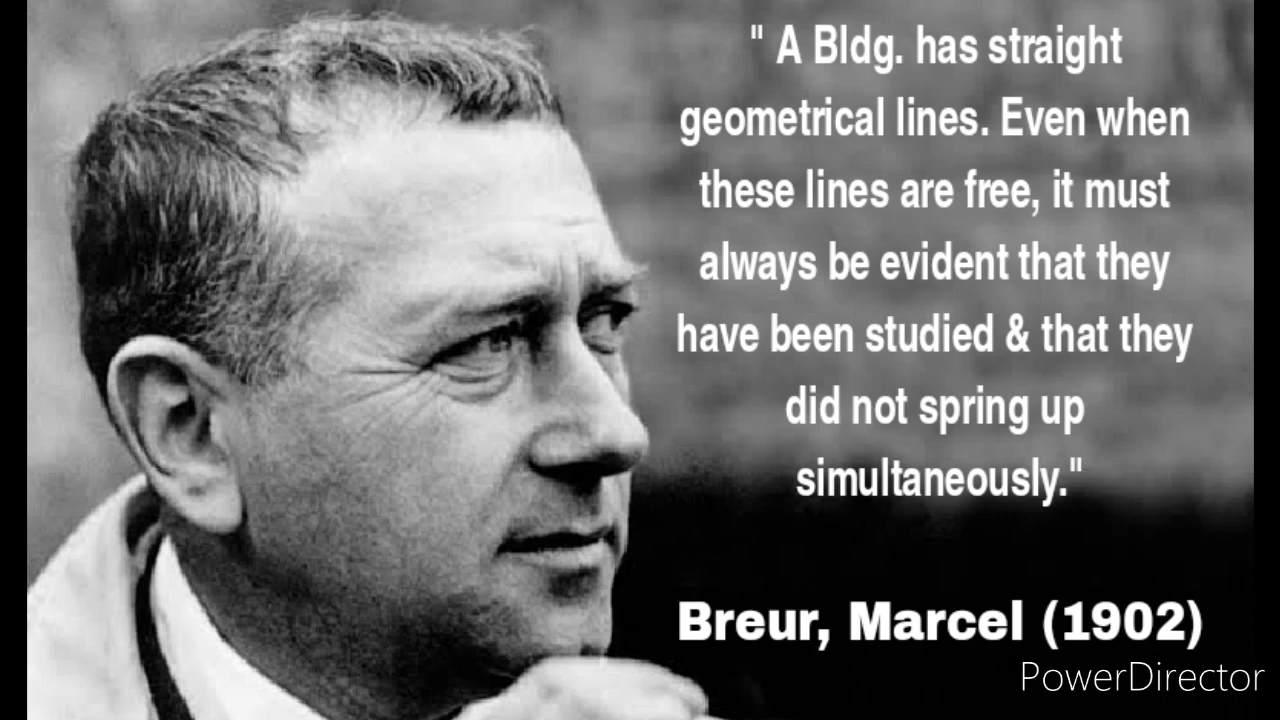 " A Bldg. has straight
geometrical lines. Even when
these lines are free, it must
always be evident that they
have been studied & that they
did not spring up
simultaneously."
Breur, Marcel (1902)
PowerDirector